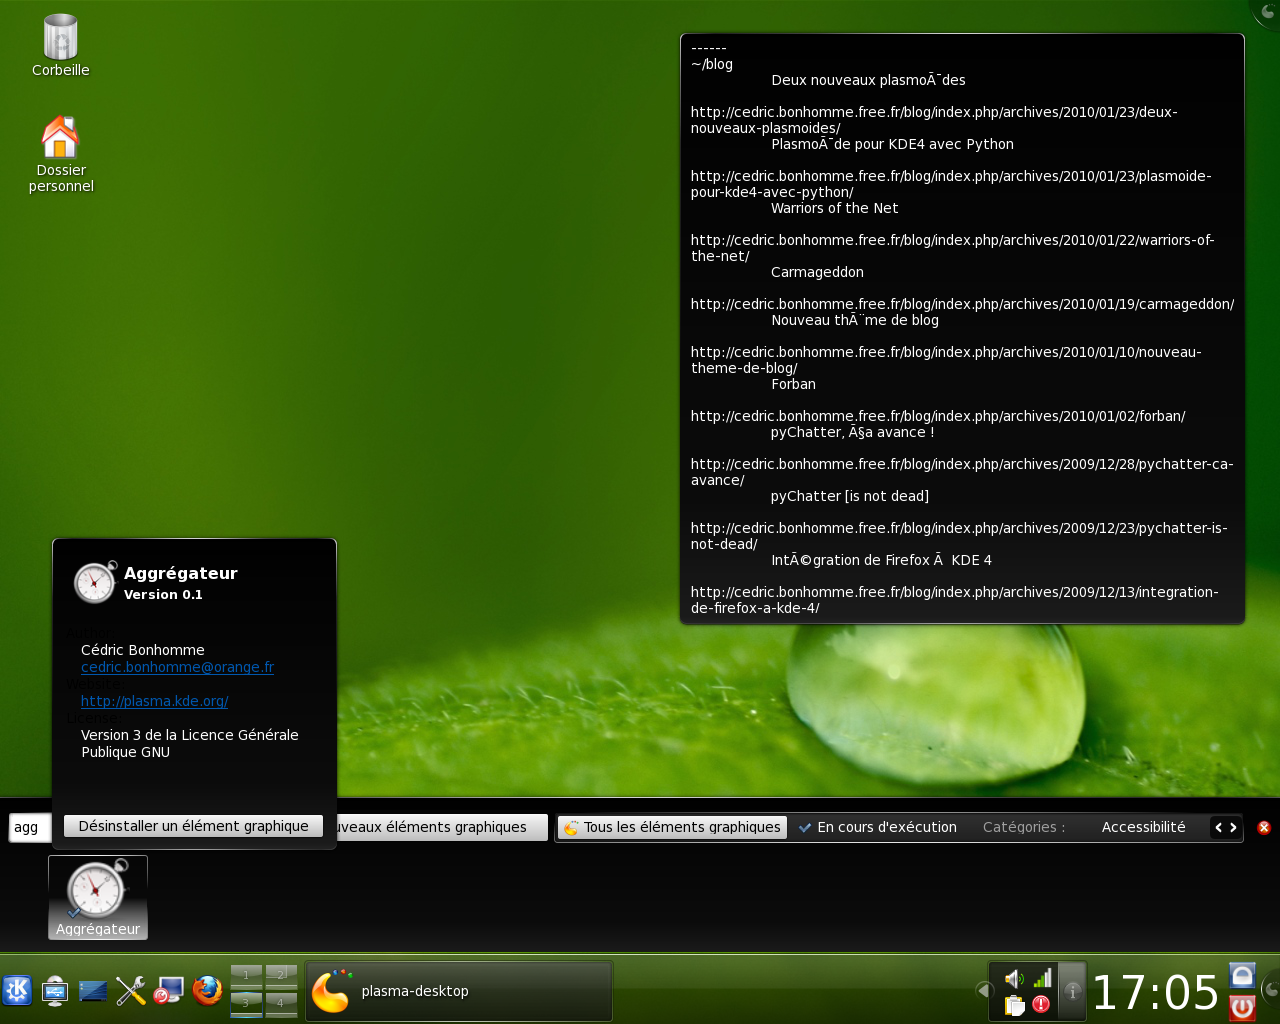 Corbeille
Dossier
personnel
------
~/blog
Deux nouveaux plasmoÃ¯des
http://cedric.bonhomme.free.fr/blog/index.php/archives/2010/01/23/deux-
nouveaux-plasmoides/
PlasmoÃ¯de pour KDE4 avec Python
http://cedric.bonhomme.free.fr/blog/index.php/archives/2010/01/23/plasmoide-
pour-kde4-avec-python/
Warriors of the Net
http://cedric.bonhomme.free.fr/blog/index.php/archives/2010/01/22/warriors-of-
the-net/
Carmageddon
http://cedric.bonhomme.free.fr/blog/index.php/archives/2010/01/19/carmageddon/
Nouveau thÃ¨me de blog
http://cedric.bonhomme.free.fr/blog/index.php/archives/2010/01/10/nouveau-
theme-de-blog/
Forban
http://cedric.bonhomme.free.fr/blog/index.php/archives/2010/01/02/forban/
pyChatter, Ã§a avance !
http://cedric.bonhomme.free.fr/blog/index.php/archives/2009/12/28/pychatter-ca-
avance/
pyChatter [is not dead]
http://cedric.bonhomme.free.fr/blog/index.php/archives/2009/12/23/pychatter-is-
not-dead/
IntÃ©gration de Firefox Ã  KDE 4
http://cedric.bonhomme.free.fr/blog/index.php/archives/2009/12/13/integration-
de-firefox-a-kde-4/
Aggrégateur
Version 0.1
Cédric Bonhomme
cedric.bonhomme@orange.fr
http://plasma.kde.org/
License
Version 3 de la Licence Générale
Publique GNU
Désinstaller un élément graphique
agg
uveaux éléments graphiques
Tous les éléments graphiques
En cours d'exécution
Catégories :
Accessibilité
Aggrégateur
1 2
3 4
plasma-desktop
17:05